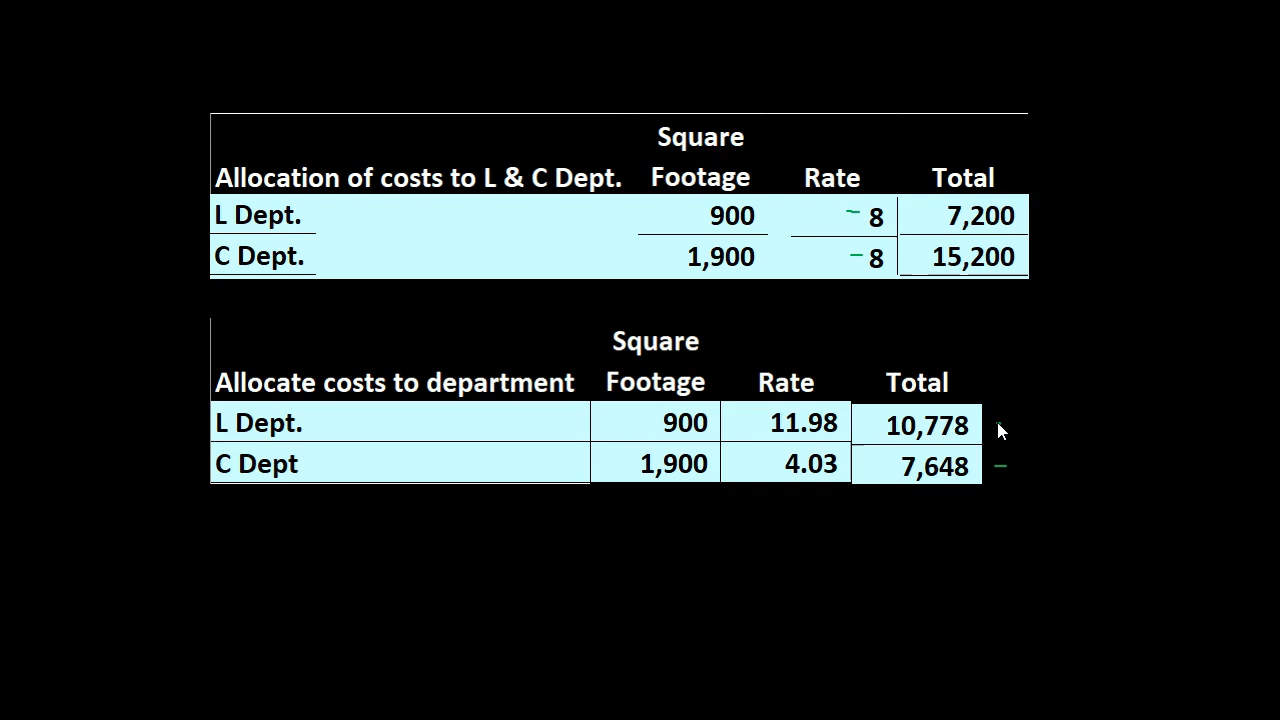 Square
Allocation of costs to L & C Dept. Footage Rate Total
L Dept. 900 8 7,200
C Dept. 1,900 8 15,200
Square
Allocate costs to department Footage Rate Total
L Dept. 900 11.98 10,778
C Dept 1,900 4.03 7,648